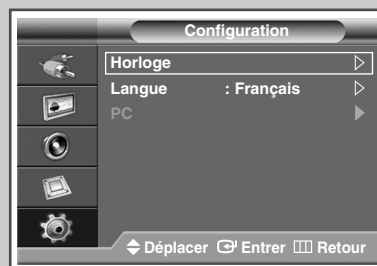 Configuration
Horloge
Langue : Français
PC
Déplacer Entrer Retour